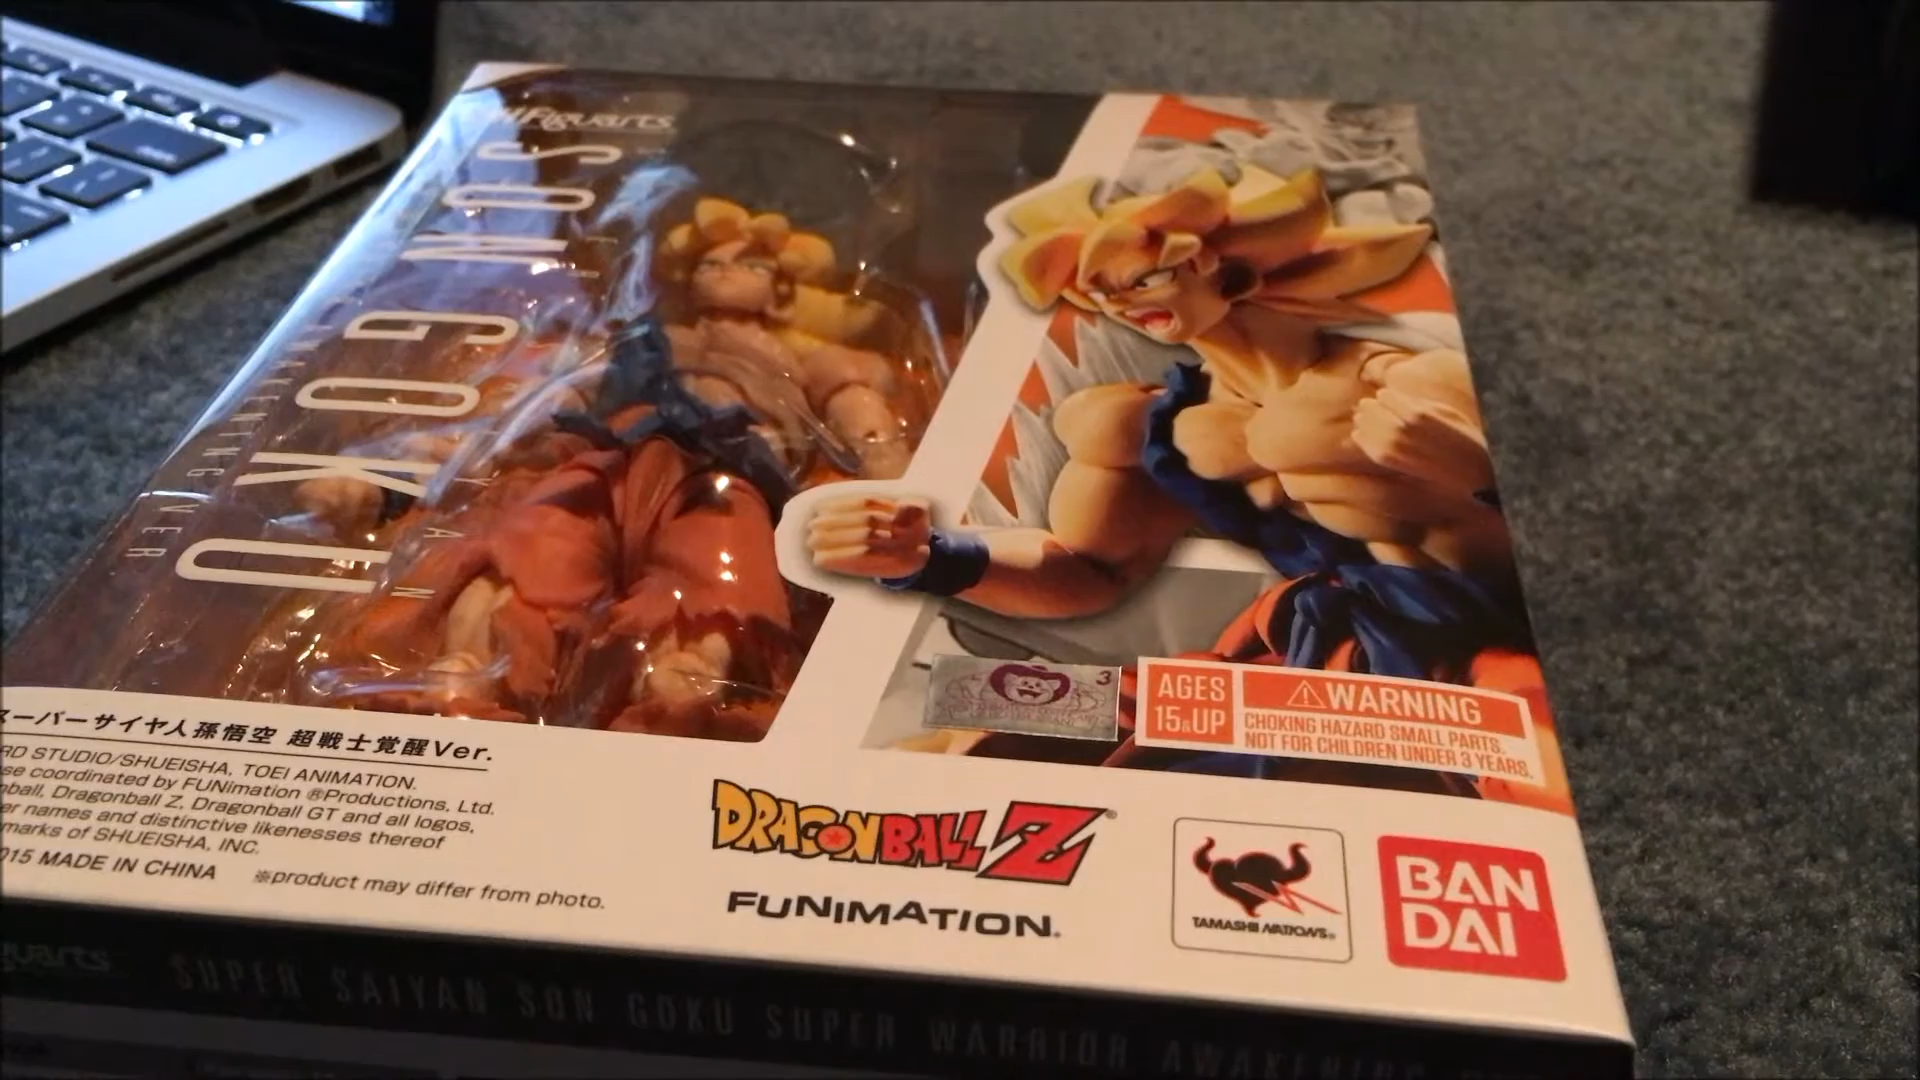 S.H.Figuarts
SON GOKU
AWAKENING VER.
スーパーサイヤ人孫悟空 超戦士覚醒Ver.
RD STUDIO/SHUEISHA, TOEI ANIMATION.
se coordinated by FUNimation ®Productions, Ltd.
nball, Dragonball Z, Dragonball GT and all logos,
er names and distinctive likenesses thereof
marks of SHUEISHA, INC.
015 MADE IN CHINA
※product may differ from photo.
3
AGES
15&UP
⚠WARNING
CHOKING HAZARD SMALL PARTS.
NOT FOR CHILDREN UNDER 3 YEARS.
DRAGONBALL Z
FUNIMATION.
TAMASHII NATIONS®
BAN
DAI
Figuarts
SUPER SAIYAN SON GOKU SUPER WARRIOR AWAKENING